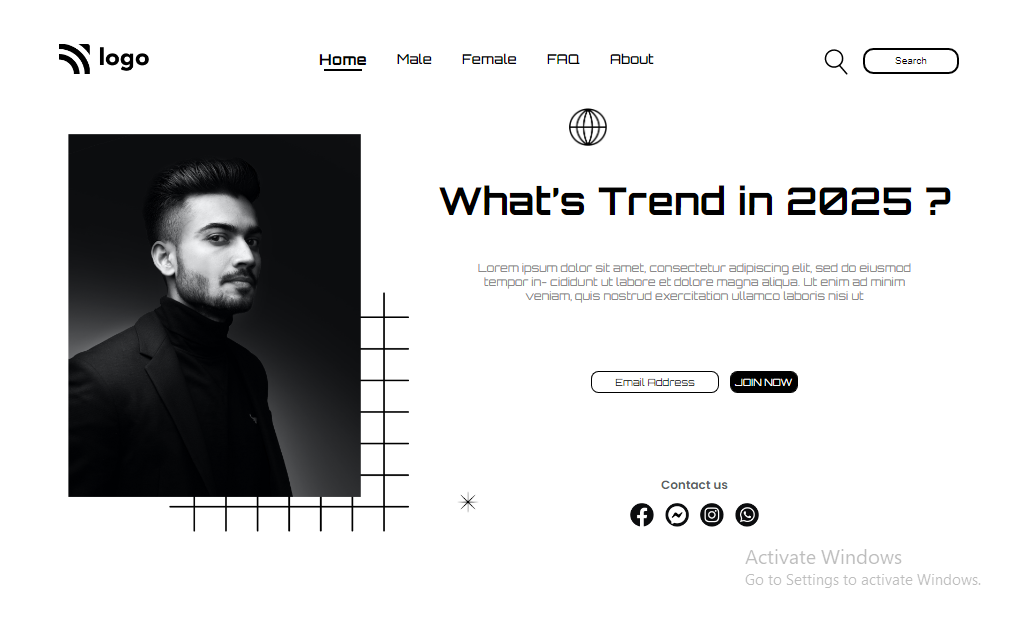 logo
Home Male Female FAQ About
Search
What's Trend in 2025 ?
Lorem ipsum dolor sit amet, consectetur adipiscing elit, sed do eiusmod
tempor in- cididunt ut labore et dolore magna aliqua. Ut enim ad minim
veniam, quis nostrud exercitation ullamco laboris nisi ut
Email Address
JOIN NOW
Contact us
Activate Windows
Go to Settings to activate Windows.